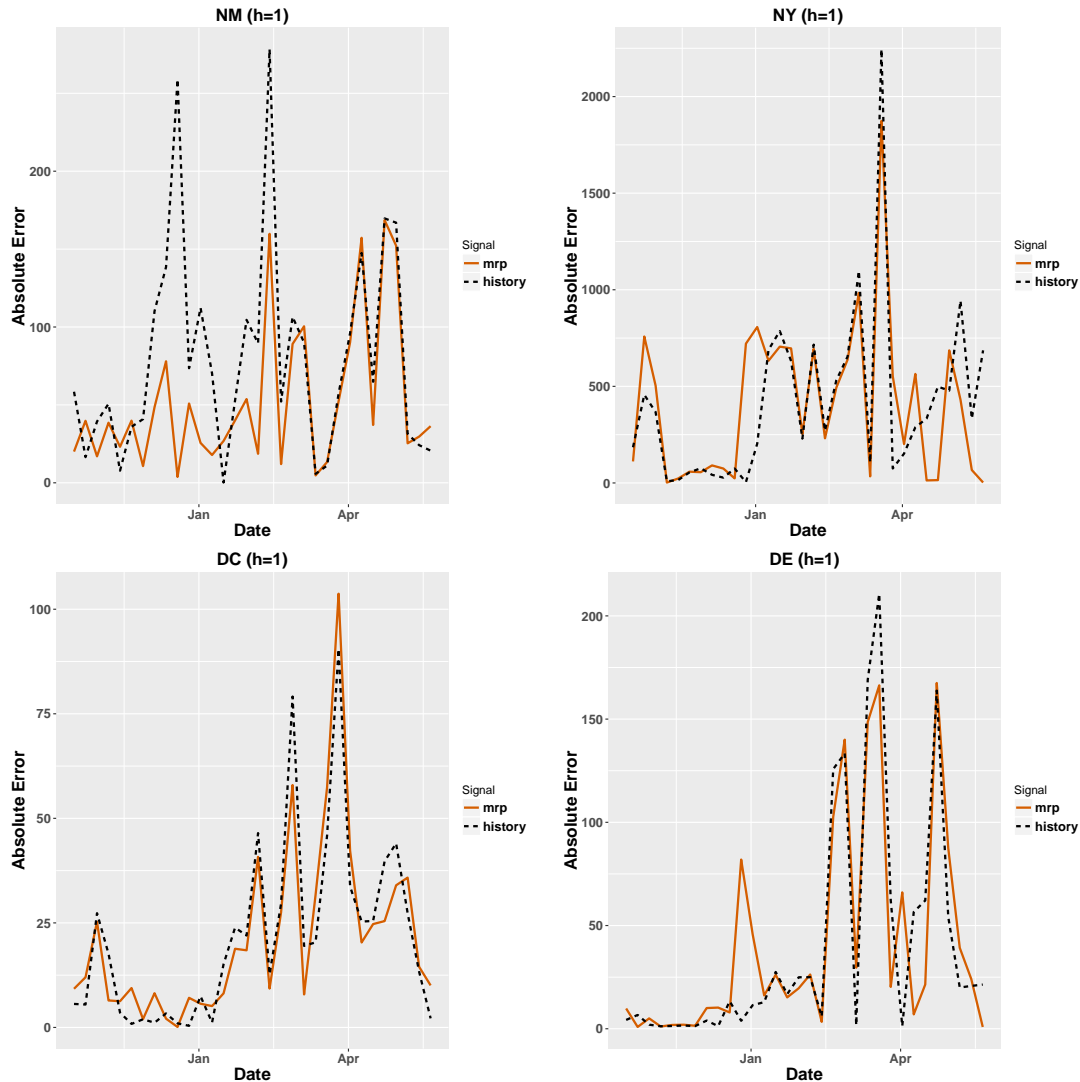 NM (h=1)
Absolute Error
200
100
0
Jan
Apr
Date
Signal
mrp
history
NY (h=1)
Absolute Error
2000
1500
1000
500
0
Jan
Apr
Date
Signal
mrp
history
DC (h=1)
Absolute Error
100
75
50
25
0
Jan
Apr
Date
Signal
mrp
history
DE (h=1)
Absolute Error
200
150
100
50
0
Jan
Apr
Date
Signal
mrp
history